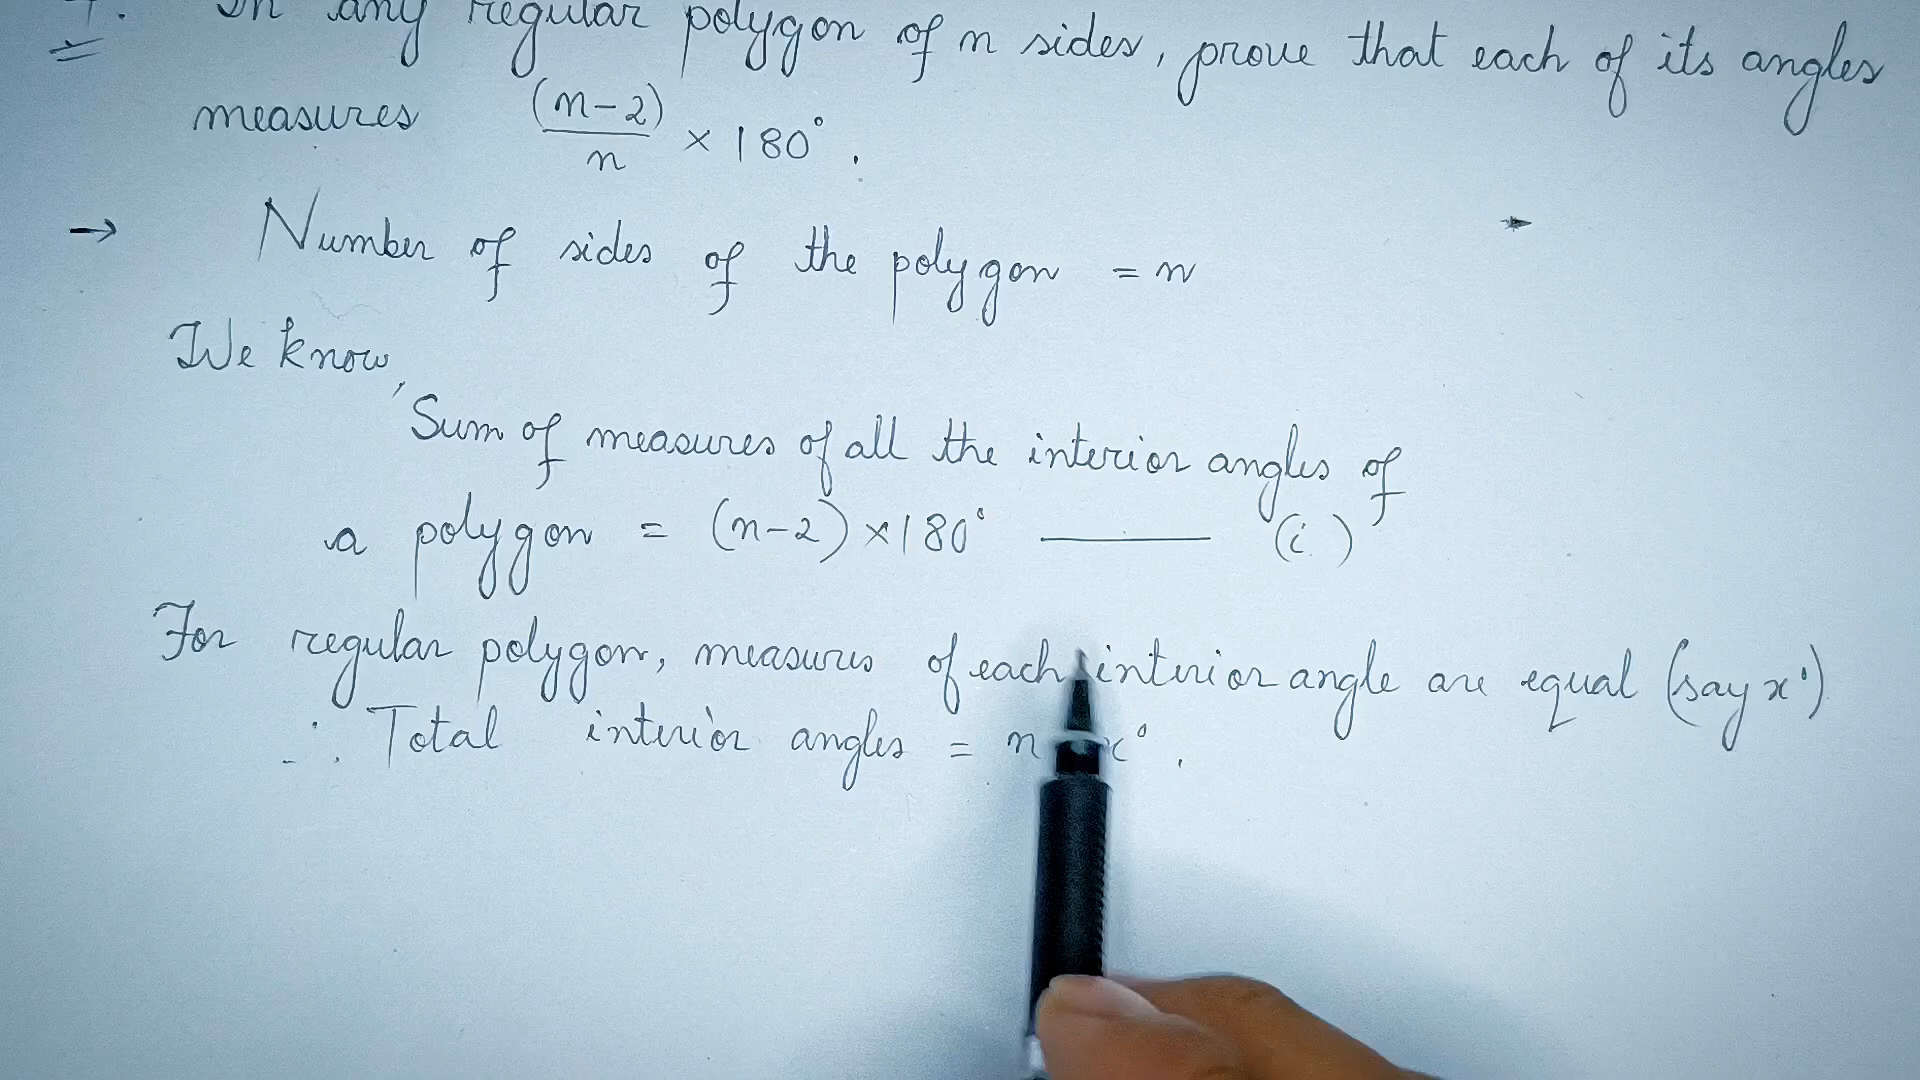 In any regular polygon of n sides, prove that each of its angles
measures (n-2)/n × 180°.
→ Number of sides of the polygon = n
We know,
Sum of measures of all the interior angles of
a polygon = (n-2) × 180° —— (i)
For regular polygon, measures of each interior angle are equal (say x°)
∴ Total interior angles = n x°.